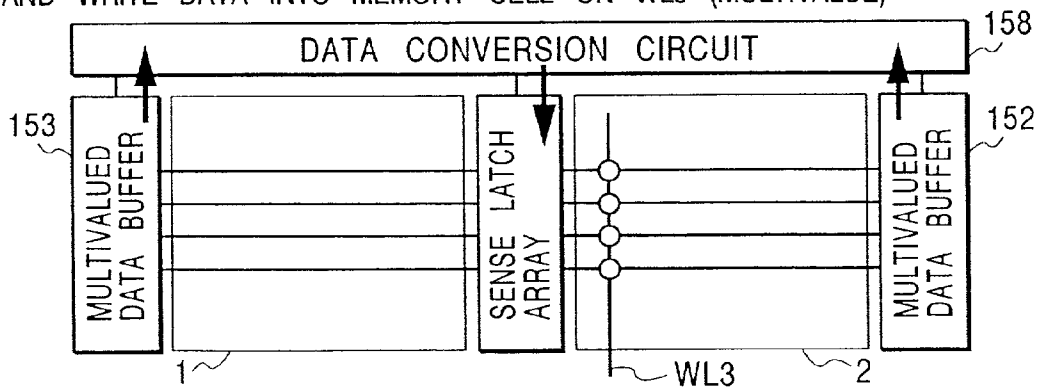 AND WRITE DATA INTO MEMORY CELL ON WL3 (MULTIVALUE)
DATA CONVERSION CIRCUIT
158
153
MULTIVALUED
DATA BUFFER
SENSE LATCH
ARRAY
MULTIVALUED
DATA BUFFER
152
1
WL3
2